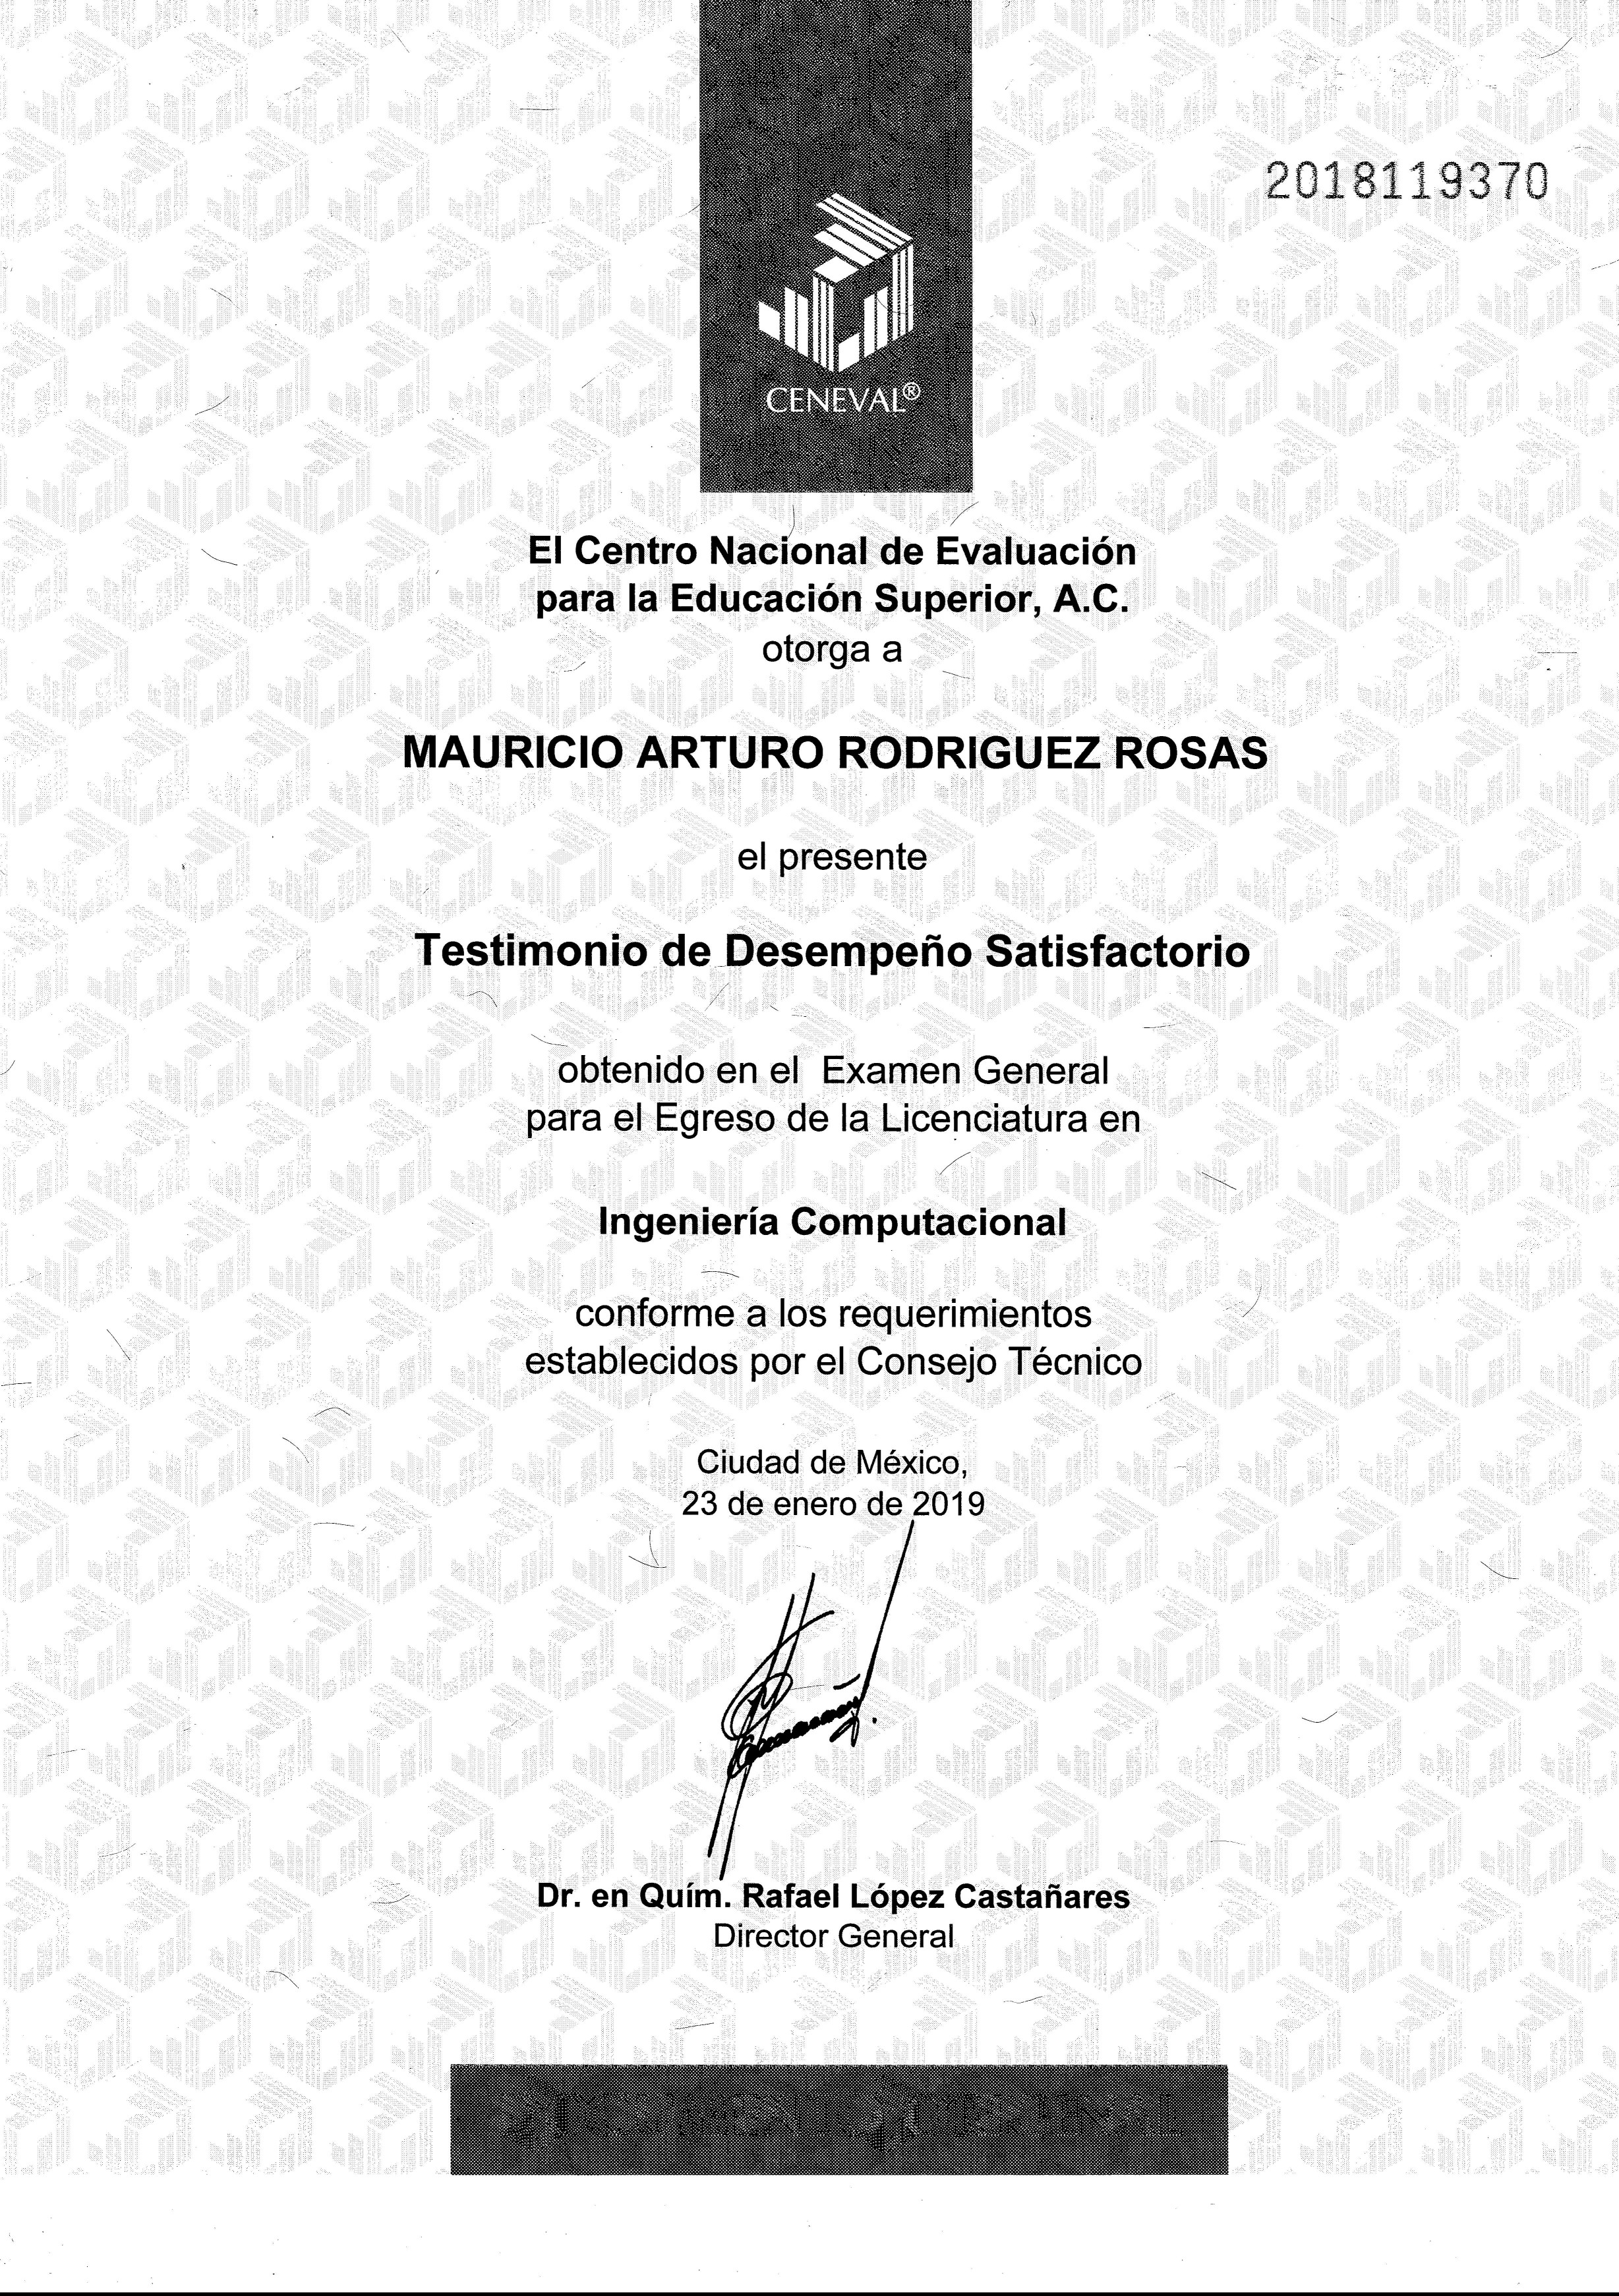 2018119370
CENEVAL®
El Centro Nacional de Evaluación
para la Educación Superior, A.C.
otorga a
MAURICIO ARTURO RODRIGUEZ ROSAS
el presente
Testimonio de Desempeño Satisfactorio
obtenido en el Examen General
para el Egreso de la Licenciatura en
Ingeniería Computacional
conforme a los requerimientos
establecidos por el Consejo Técnico
Ciudad de México,
23 de enero de 2019
Dr. en Quím. Rafael López Castañares
Director General